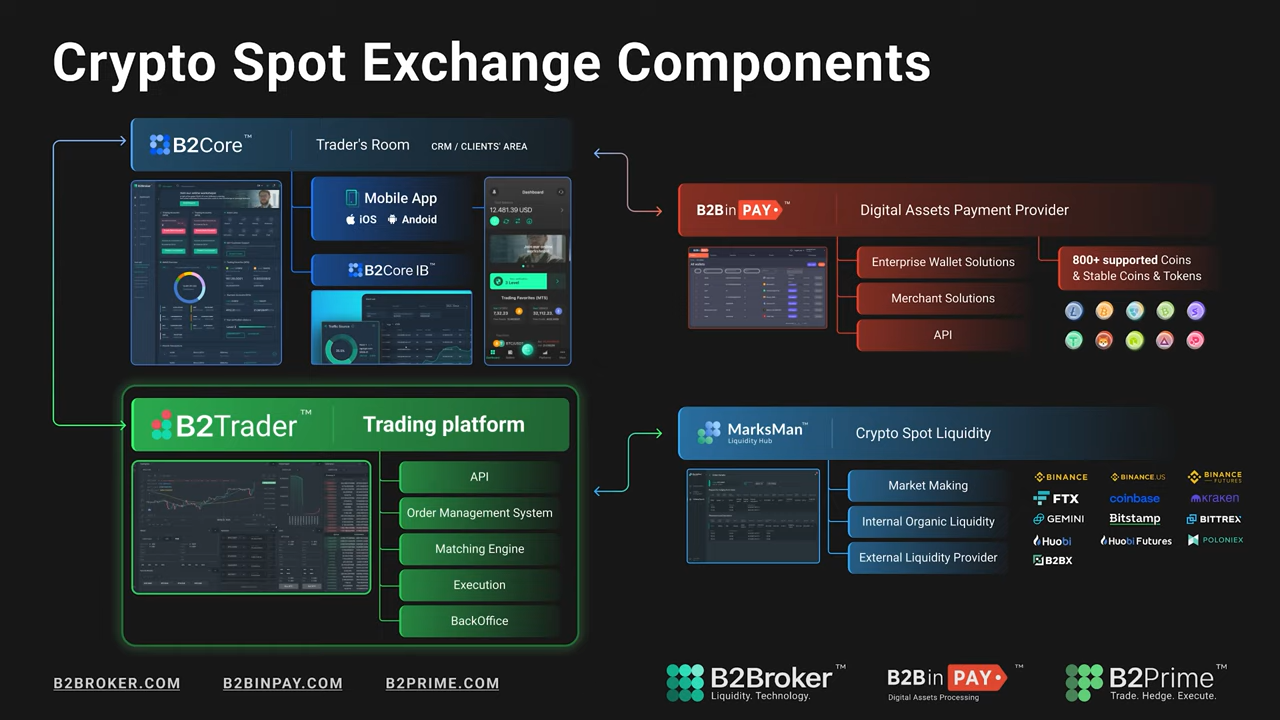 Crypto Spot Exchange Components
B2Core™
Trader's Room
CRM / CLIENTS' AREA
Mobile App
iOS
Andoid
B2Core IB™
Dashboard
12,481.39 USD
2 Level
Trading Favorites (MT5)
B2BinPAY™
Digital Assets Payment Provider
Enterprise Wallet Solutions
Merchant Solutions
API
800+ supported Coins
& Stable Coins & Tokens
B2Trader™
Trading platform
API
Order Management System
Matching Engine
Execution
BackOffice
MarksMan™
Liquidity Hub
Crypto Spot Liquidity
Market Making
Internal Organic Liquidity
External Liquidity Provider
BINANCE
BINANCE.US
BINANCE
FUTURES
FTX
coinbase
kraken
GEMINI
Bitstamp
BITTREX
Huobi
Huobi Futures
POLONIEX
B2BX
B2BROKER.COM
B2BINPAY.COM
B2PRIME.COM
B2Broker™
Liquidity. Technology.
B2BinPAY™
Digital Assets Processing
B2Prime™
Trade. Hedge. Execute.